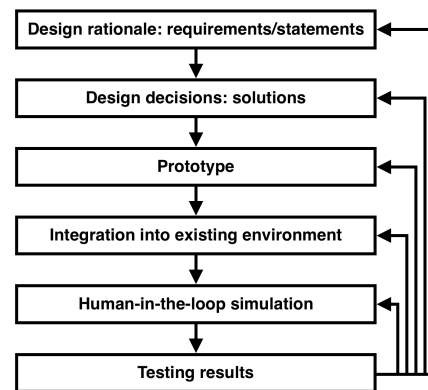 Design rationale: requirements/statements
Design decisions: solutions
Prototype
Integration into existing environment
Human-in-the-loop simulation
Testing results